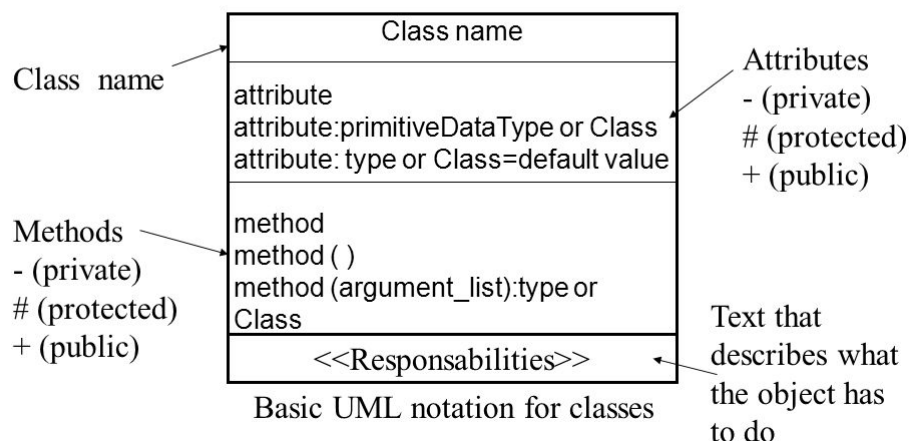 Class name
Class name
attribute
attribute:primitiveDataType or Class
attribute: type or Class=default value
Attributes
- (private)
# (protected)
+ (public)
Methods
- (private)
# (protected)
+ (public)
method
method ( )
method (argument_list):type or
Class
<<Responsabilities>>
Text that
describes what
the object has
to do
Basic UML notation for classes